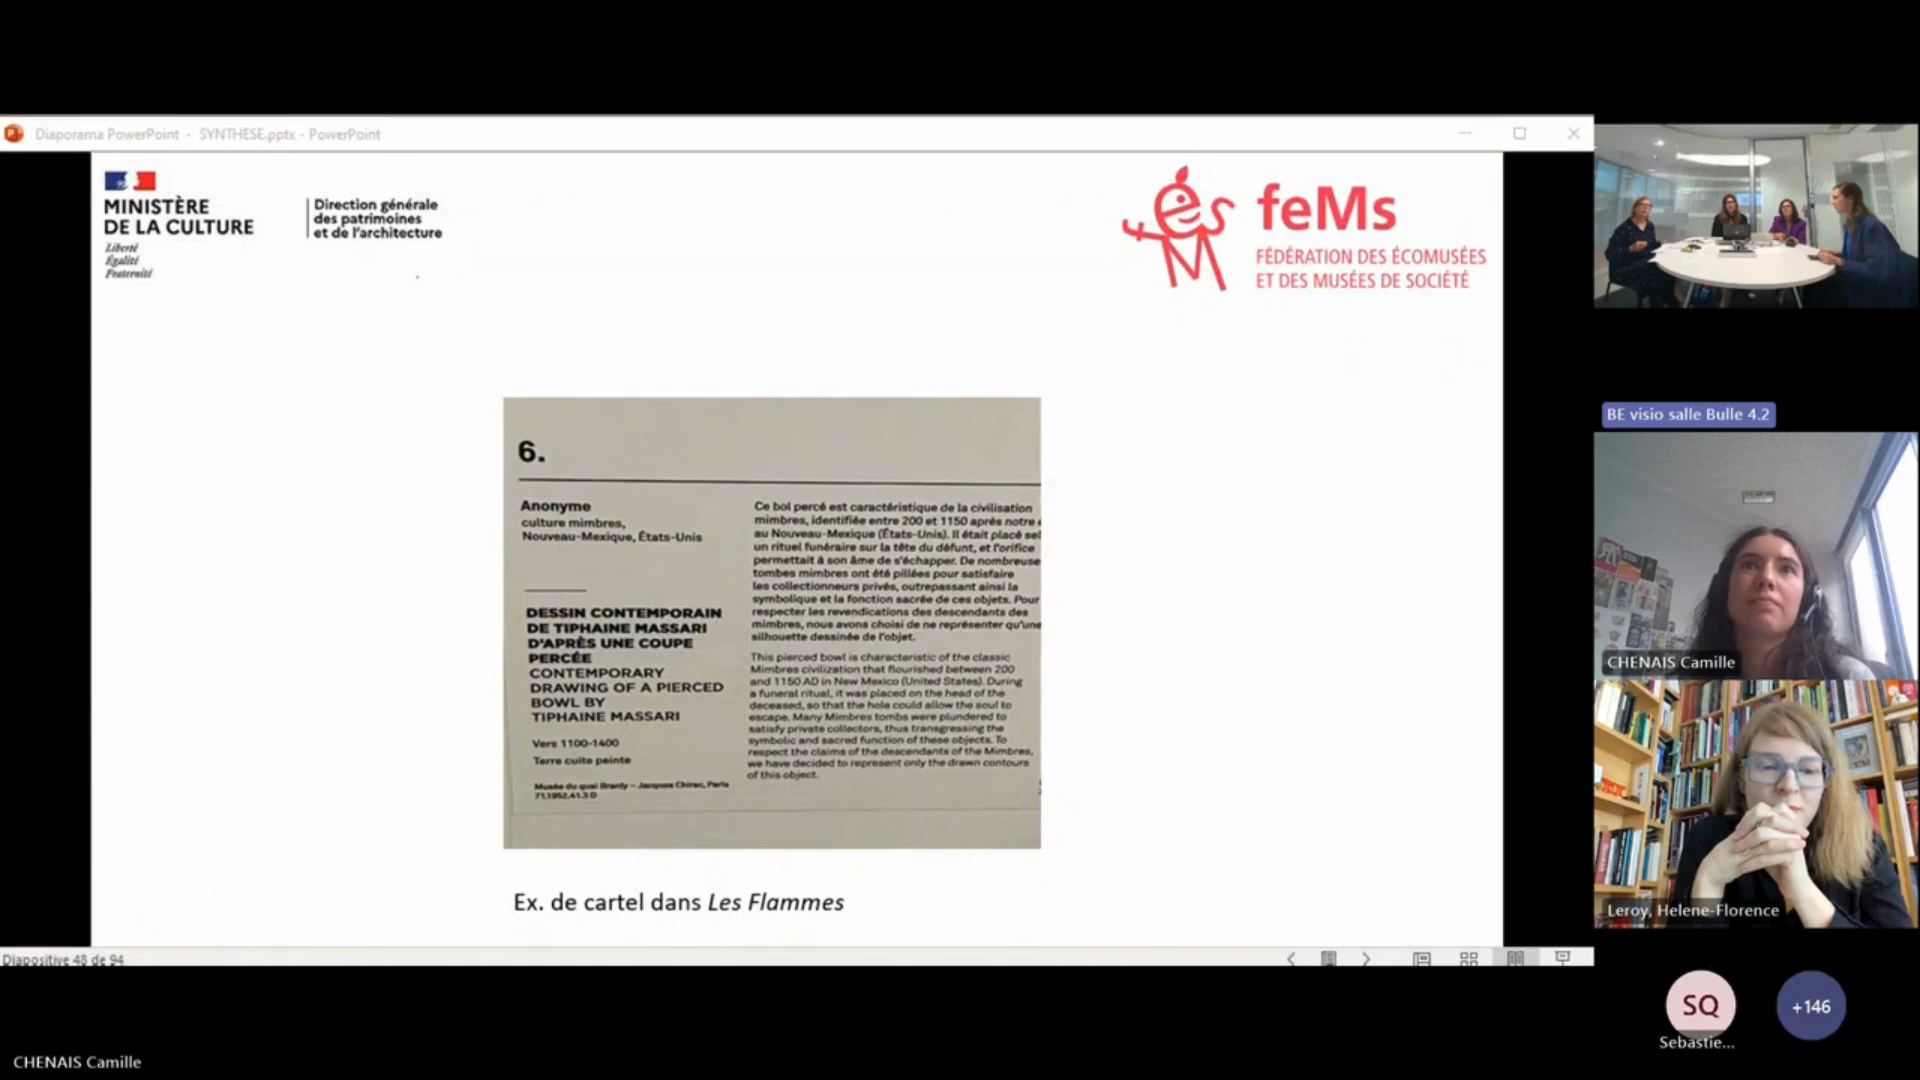 Diaporama PowerPoint - SYNTHESE.pptx - PowerPoint
MINISTÈRE
DE LA CULTURE
Liberté
Égalité
Fraternité
Direction générale
des patrimoines
et de l'architecture
feMs
FÉDÉRATION DES ÉCOMUSÉES
ET DES MUSÉES DE SOCIÉTÉ
6.
Anonyme
culture mimbres,
Nouveau-Mexique, États-Unis
DESSIN CONTEMPORAIN
DE TIPHAINE MASSARI
D'APRÈS UNE COUPE
PERCÉE
CONTEMPORARY
DRAWING OF A PIERCED
BOWL BY
TIPHAINE MASSARI
Vers 1100-1400
Terre cuite peinte
Musée du quai Branly – Jacques Chirac, Paris
71.1952.41.3 D
Ce bol percé est caractéristique de la civilisation
mimbres, identifiée entre 200 et 1150 après notre
au Nouveau-Mexique (États-Unis). Il était placé sel
un rituel funéraire sur la tête du défunt, et l'orifice
permettait à son âme de s'échapper. De nombreuse
tombes mimbres ont été pillées pour satisfaire
les collectionneurs privés, outrepassant ainsi la
symbolique et la fonction sacrée de ces objets. Pour
respecter les revendications des descendants des
mimbres, nous avons choisi de ne représenter qu'une
silhouette dessinée de l'objet.
This pierced bowl is characteristic of the classic
Mimbres civilization that flourished between 200
and 1150 AD in New Mexico (United States). During
a funeral ritual, it was placed on the head of the
deceased, so that the hole could allow the soul to
escape. Many Mimbres tombs were plundered to
satisfy private collectors, thus transgressing the
symbolic and sacred function of these objects. To
respect the claims of the descendants of the Mimbres,
we have decided to represent only the drawn contours
of this object.
Ex. de cartel dans Les Flammes
Diapositive 48 de 94
BE visio salle Bulle 4.2
CHENAIS Camille
Leroy, Helene-Florence
SQ
Sebastie...
+146
CHENAIS Camille